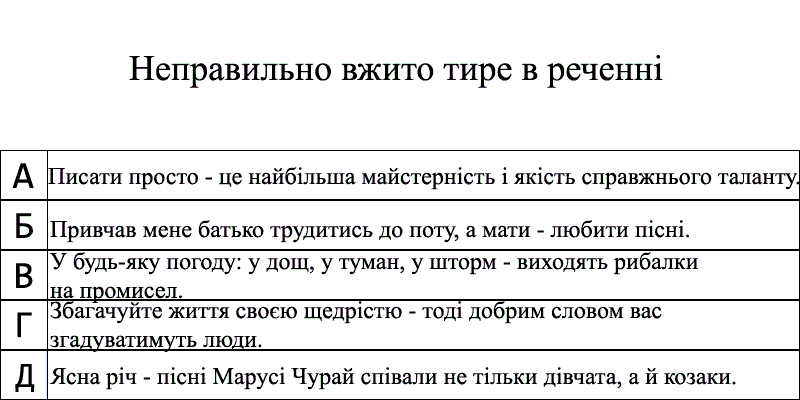 Неправильно вжито тире в реченні
А Писати просто - це найбільша майстерність і якість справжнього таланту.
Б Привчав мене батько трудитись до поту, а мати - любити пісні.
В У будь-яку погоду: у дощ, у туман, у шторм - виходять рибалки
на промисел.
Г Збагачуйте життя своєю щедрістю - тоді добрим словом вас
згадуватимуть люди.
Д Ясна річ - пісні Марусі Чурай співали не тільки дівчата, а й козаки.